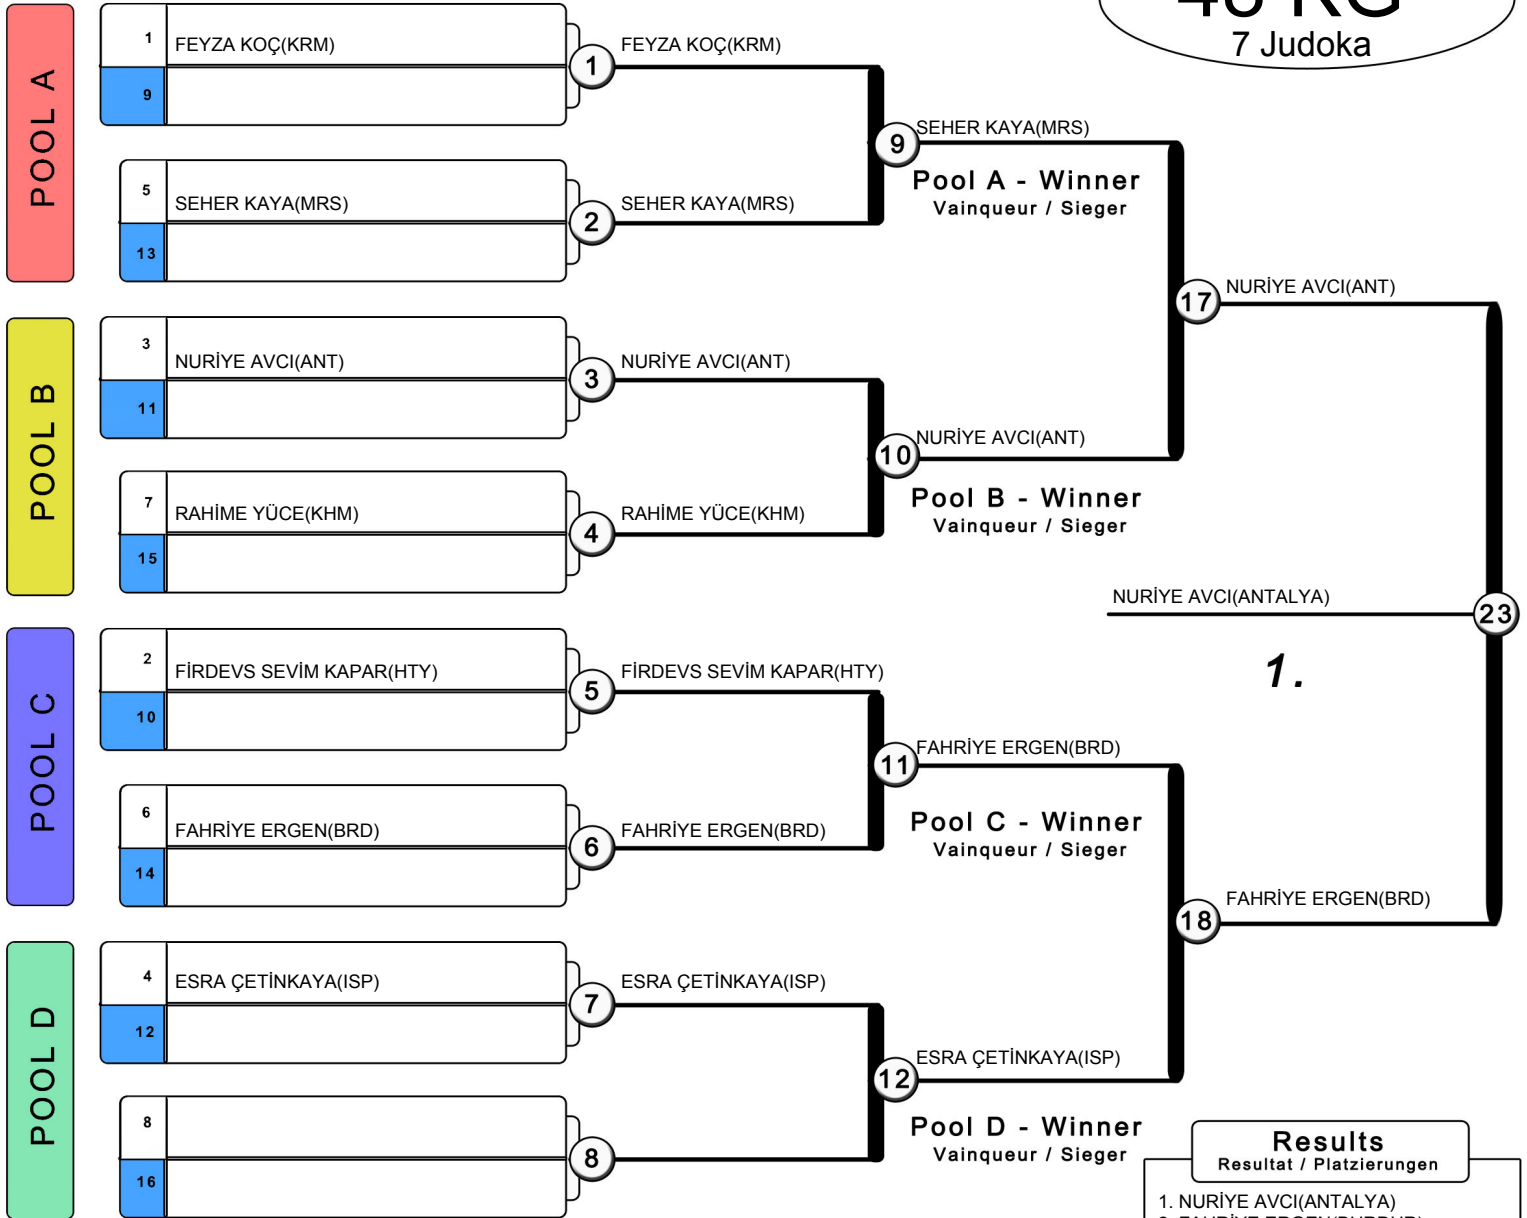 48 KG
7 Judoka
POOL A
1
FEYZA KOÇ(KRM)
9
1
FEYZA KOÇ(KRM)
5
SEHER KAYA(MRS)
13
2
SEHER KAYA(MRS)
9
SEHER KAYA(MRS)
Pool A - Winner
Vainqueur / Sieger
POOL B
3
NURİYE AVCI(ANT)
11
3
NURİYE AVCI(ANT)
7
RAHİME YÜCE(KHM)
15
4
RAHİME YÜCE(KHM)
10
NURİYE AVCI(ANT)
Pool B - Winner
Vainqueur / Sieger
17
NURİYE AVCI(ANT)
NURİYE AVCI(ANTALYA)
23
1.
POOL C
2
FİRDEVS SEVİM KAPAR(HTY)
10
5
FİRDEVS SEVİM KAPAR(HTY)
6
FAHRİYE ERGEN(BRD)
14
6
FAHRİYE ERGEN(BRD)
11
FAHRİYE ERGEN(BRD)
Pool C - Winner
Vainqueur / Sieger
18
FAHRİYE ERGEN(BRD)
POOL D
4
ESRA ÇETİNKAYA(ISP)
12
7
ESRA ÇETİNKAYA(ISP)
8
16
8
12
ESRA ÇETİNKAYA(ISP)
Pool D - Winner
Vainqueur / Sieger
Results
Resultat / Platzierungen
1. NURİYE AVCI(ANTALYA)
2. FAHRİYE ERGEN(BURDUR)